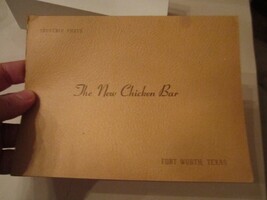 The New Chicken Bar
FORT WORTH, TEXAS